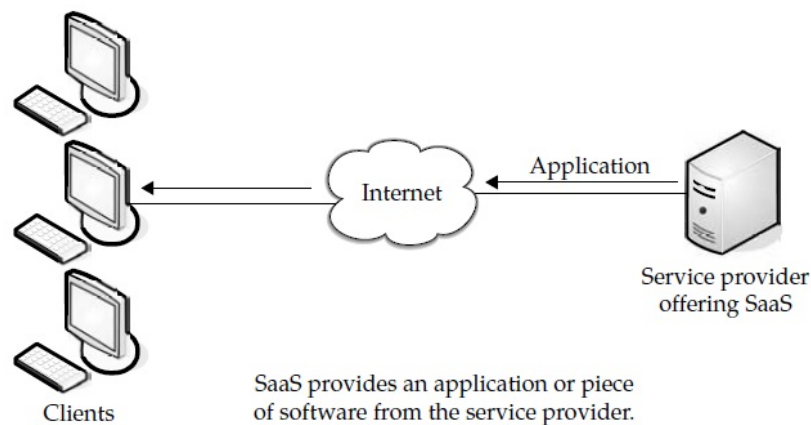 Application
Internet
Service provider
offering SaaS
SaaS provides an application or piece
of software from the service provider.
Clients